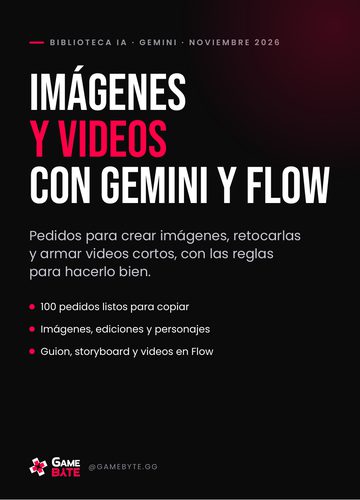 BIBLIOTECA IA · GEMINI · NOVIEMBRE 2026
IMÁGENES
Y VIDEOS
CON GEMINI Y FLOW
Pedidos para crear imágenes, retocarlas
y armar videos cortos, con las reglas
para hacerlo bien.
100 pedidos listos para copiar
Imágenes, ediciones y personajes
Guion, storyboard y videos en Flow
GAME
BYTE
@GAMEBYTE.GG